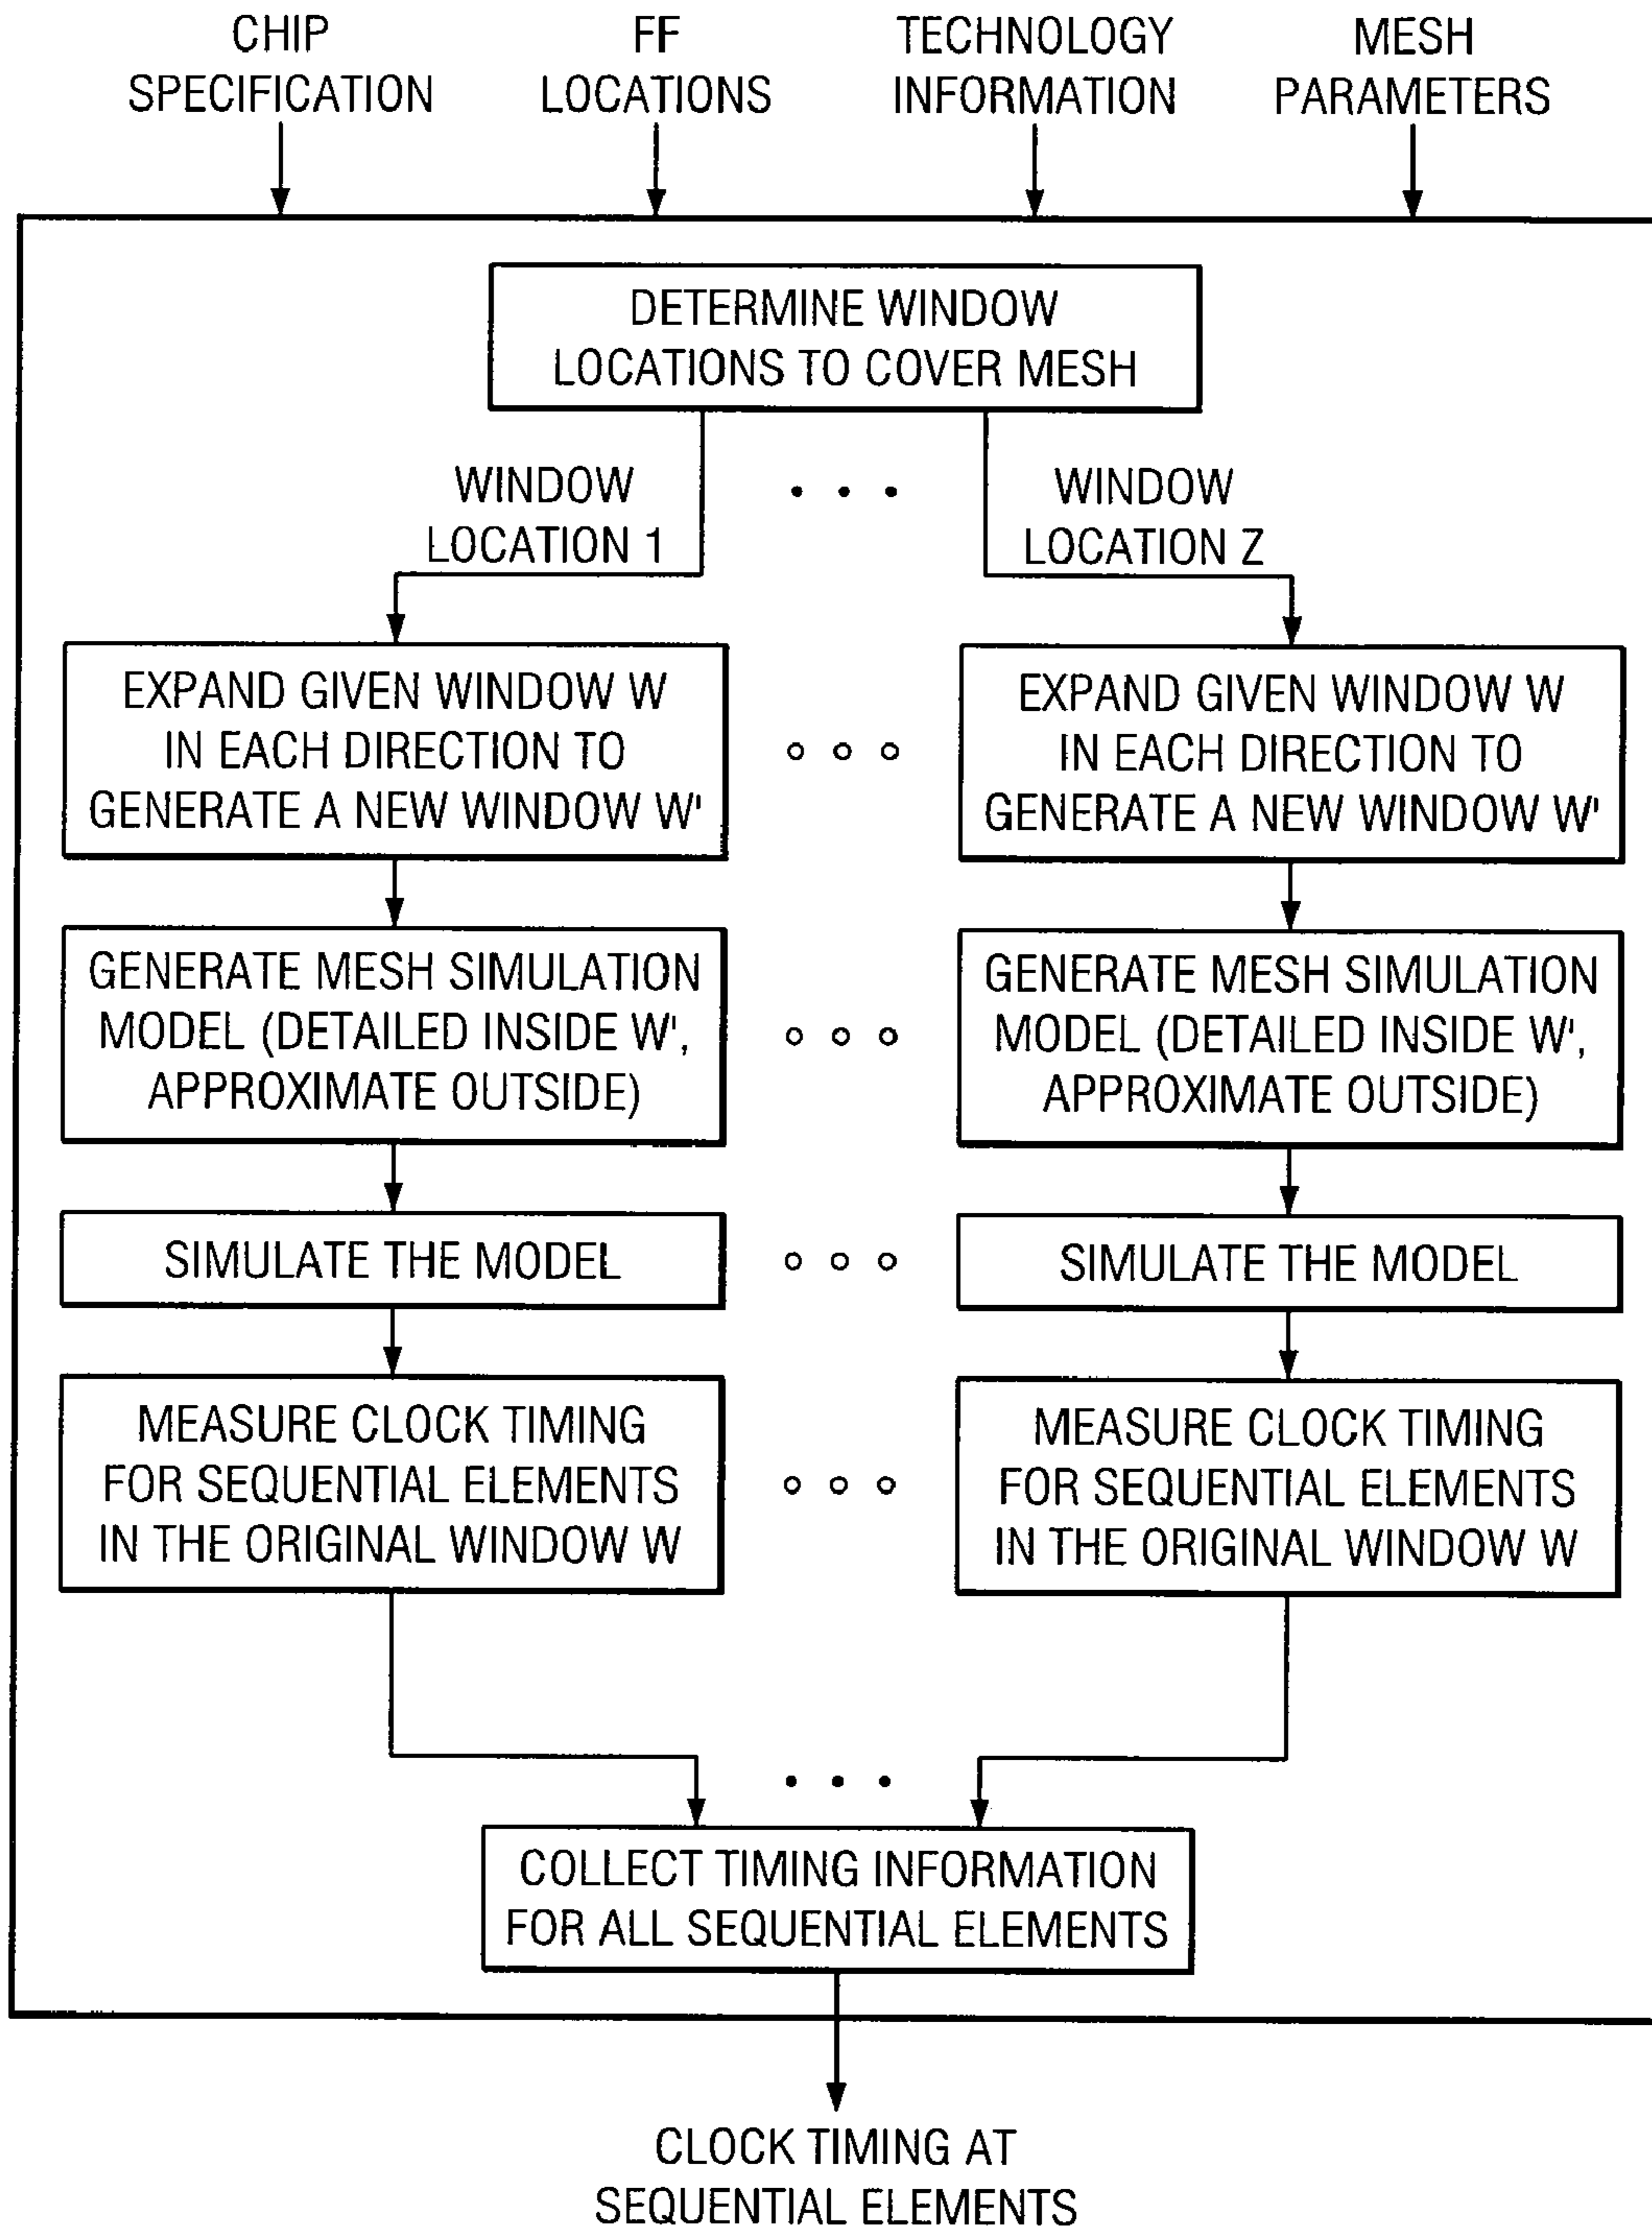 CHIP
SPECIFICATION
FF
LOCATIONS
TECHNOLOGY
INFORMATION
MESH
PARAMETERS
DETERMINE WINDOW
LOCATIONS TO COVER MESH
WINDOW
LOCATION 1
WINDOW
LOCATION Z
EXPAND GIVEN WINDOW W
IN EACH DIRECTION TO
GENERATE A NEW WINDOW W'
EXPAND GIVEN WINDOW W
IN EACH DIRECTION TO
GENERATE A NEW WINDOW W'
GENERATE MESH SIMULATION
MODEL (DETAILED INSIDE W',
APPROXIMATE OUTSIDE)
GENERATE MESH SIMULATION
MODEL (DETAILED INSIDE W',
APPROXIMATE OUTSIDE)
SIMULATE THE MODEL
SIMULATE THE MODEL
MEASURE CLOCK TIMING
FOR SEQUENTIAL ELEMENTS
IN THE ORIGINAL WINDOW W
MEASURE CLOCK TIMING
FOR SEQUENTIAL ELEMENTS
IN THE ORIGINAL WINDOW W
COLLECT TIMING INFORMATION
FOR ALL SEQUENTIAL ELEMENTS
CLOCK TIMING AT
SEQUENTIAL ELEMENTS